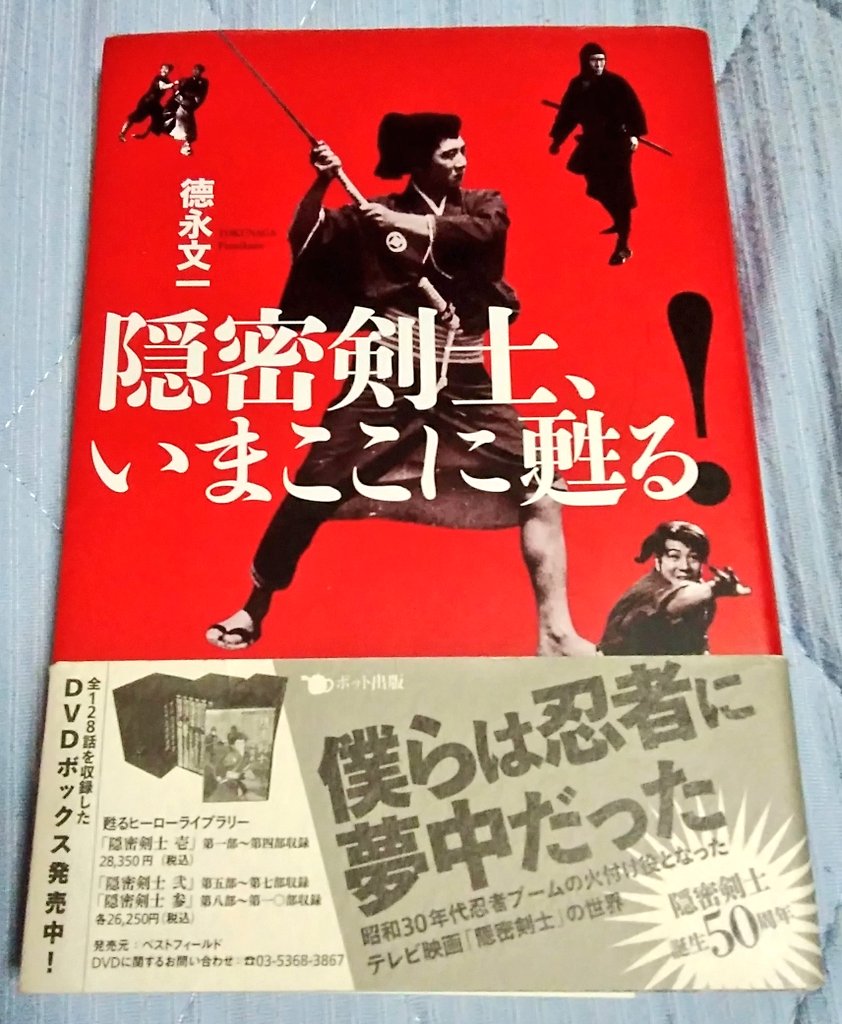 徳永文一
TOKUNAGA
Fumikazu
隠密剣士、
いまここに甦る!
ポット出版
僕らは忍者に
夢中だった
昭和30年代忍者ブームの火付け役となった
テレビ映画「隠密剣士」の世界
隠密剣士
誕生50周年
全128話を収録した
DVDボックス発売中!
甦るヒーローライブラリー
「隠密剣士 壱」第一部〜第四部収録
28,350円(税込)
「隠密剣士 弐」第五部〜第七部収録
「隠密剣士 参」第八部〜第一〇部収録
各26,250円(税込)
発売元:ベストフィールド
DVDに関するお問い合わせ:☎03-5368-3867